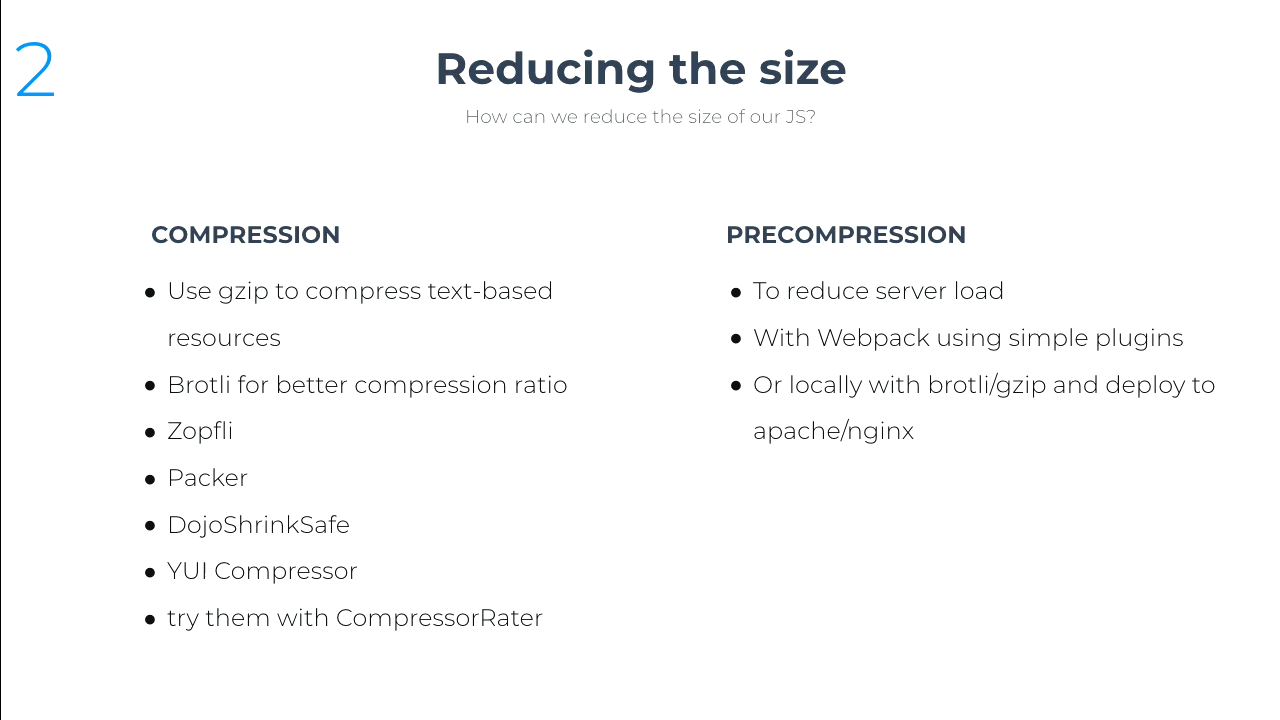 2
Reducing the size
How can we reduce the size of our JS?
COMPRESSION
● Use gzip to compress text-based
resources
● Brotli for better compression ratio
● Zopfli
● Packer
● DojoShrinkSafe
● YUI Compressor
● try them with CompressorRater
PRECOMPRESSION
● To reduce server load
● With Webpack using simple plugins
● Or locally with brotli/gzip and deploy to
apache/nginx